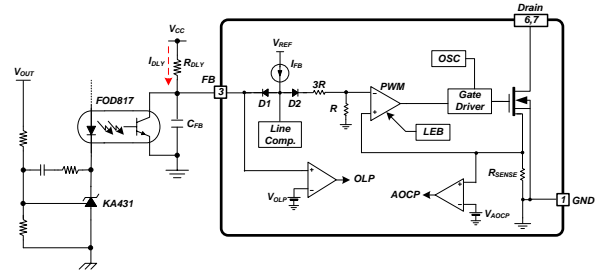 Drain
6,7
VCC
VREF
IDLY
RDLY
IFB
OSC
VOUT
FB
3R
PWM
FOD817
3
D1
D2
Gate
Driver
R
CFB
Line
Comp.
LEB
RSENSE
KA431
OLP
VOLP
AOCP
VAOCP
1
GND
+
-
+
-
-
+
+
-